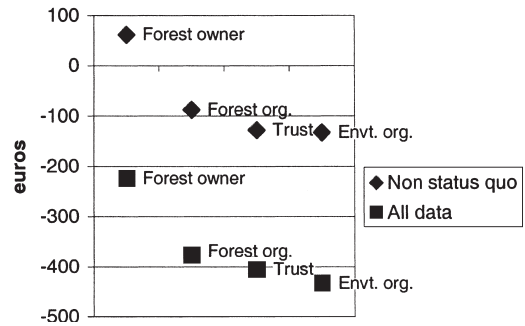 100
Forest owner
0
-100
Forest org.
Trust
Envt. org.
euros
-200
Forest owner
Non status quo
All data
-300
Forest org.
-400
Trust
Envt. org.
-500